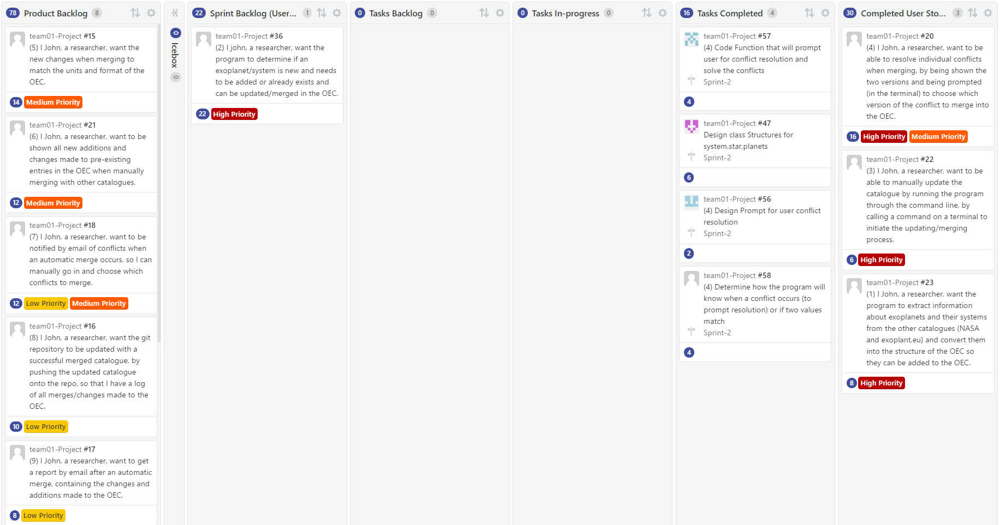 78 Product Backlog 8
team01-Project #15
(5) I John, a researcher, want the
new changes when merging to
match the units and format of the
OEC.
14 Medium Priority
team01-Project #21
(6) I John, a researcher, want to be
shown all new additions and
changes made to pre-existing
entries in the OEC when manually
merging with other catalogues.
12 Medium Priority
team01-Project #18
(7) I John, a researcher, want to be
notified by email of conflicts when
an automatic merge occurs, so I can
manually go in and choose which
conflicts to merge.
12 Low Priority Medium Priority
team01-Project #16
(8) I John, a researcher, want the git
repository to be updated with a
successful merged catalogue, by
pushing the updated catalogue
onto the repo, so that I have a log
of all merges/changes made to the
OEC.
10 Low Priority
team01-Project #17
(9) I John, a researcher, want to get
a report by email after an automatic
merge, containing the changes and
additions made to the OEC.
8 Low Priority
0 Icebox 0
22 Sprint Backlog (User... 1
team01-Project #36
(2) I john, a researcher, want the
program to determine if an
exoplanet/system is new and needs
to be added or already exists and
can be updated/merged in the OEC.
22 High Priority
0 Tasks Backlog 0
0 Tasks In-progress 0
16 Tasks Completed 4
team01-Project #57
(4) Code Function that will prompt
user for conflict resolution and
solve the conflicts
Sprint-2
4
team01-Project #47
Design class Structures for
system,star,planets
Sprint-2
6
team01-Project #56
(4) Design Prompt for user conflict
resolution
Sprint-2
2
team01-Project #58
(4) Determine how the program will
know when a conflict occurs (to
prompt resolution) or if two values
match
Sprint-2
4
30 Completed User Sto... 3
team01-Project #20
(4) I John, a researcher, want to be
able to resolve individual conflicts
when merging, by being shown the
two versions and being prompted
(in the terminal) to choose which
version of the conflict to merge into
the OEC.
16 High Priority Medium Priority
team01-Project #22
(3) I John, a researcher, want to be
able to manually update the
catalogue by running the program
through the command line, by
calling a command on a terminal to
initiate the updating/merging
process.
6 High Priority
team01-Project #23
(1) I John, a researcher, want the
program to extract information
about exoplanets and their systems
from the other catalogues (NASA
and exoplant.eu) and convert them
into the structure of the OEC so
they can be added to the OEC.
8 High Priority